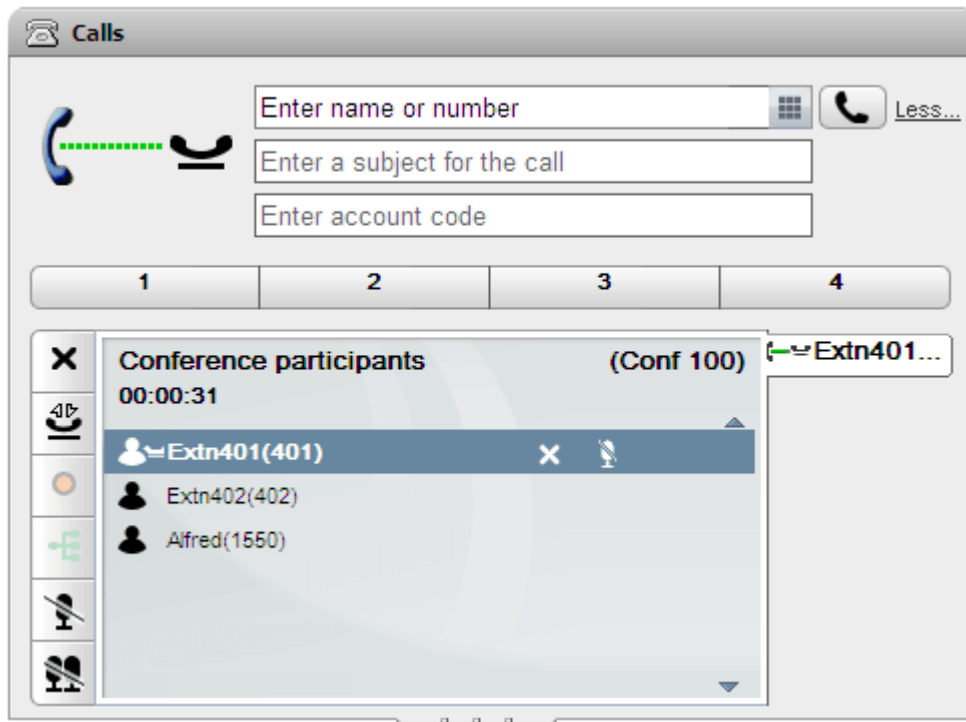 Calls
Enter name or number
Less...
Enter a subject for the call
Enter account code
1 2 3 4
Conference participants (Conf 100)
Extn401...
00:00:31
Extn401(401)
Extn402(402)
Alfred(1550)